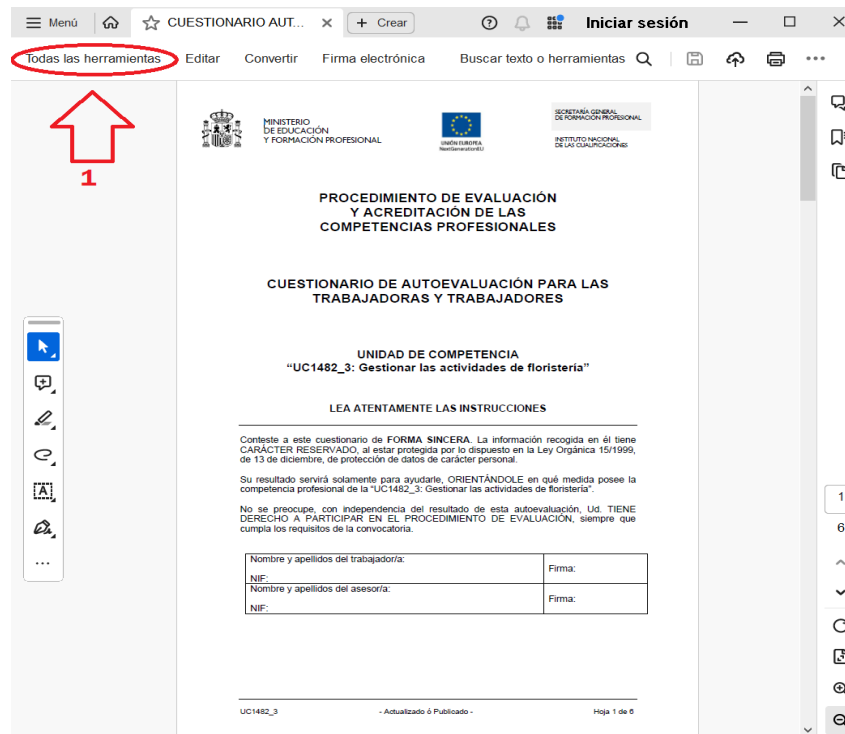 Menú
CUESTIONARIO AUT...
+ Crear
Iniciar sesión
Todas las herramientas
Editar
Convertir
Firma electrónica
Buscar texto o herramientas
1
MINISTERIO
DE EDUCACIÓN
Y FORMACIÓN PROFESIONAL
UNIÓN EUROPEA
NextGenerationEU
SECRETARÍA GENERAL
DE FORMACIÓN PROFESIONAL
INSTITUTO NACIONAL
DE LAS CUALIFICACIONES
PROCEDIMIENTO DE EVALUACIÓN
Y ACREDITACIÓN DE LAS
COMPETENCIAS PROFESIONALES
CUESTIONARIO DE AUTOEVALUACIÓN PARA LAS
TRABAJADORAS Y TRABAJADORES
UNIDAD DE COMPETENCIA
“UC1482_3: Gestionar las actividades de floristería”
LEA ATENTAMENTE LAS INSTRUCCIONES
Conteste a este cuestionario de FORMA SINCERA. La información recogida en él tiene
CARÁCTER RESERVADO, al estar protegida por lo dispuesto en la Ley Orgánica 15/1999,
de 13 de diciembre, de protección de datos de carácter personal.
Su resultado servirá solamente para ayudarle, ORIENTÁNDOLE en qué medida posee la
competencia profesional de la “UC1482_3: Gestionar las actividades de floristería”.
No se preocupe, con independencia del resultado de esta autoevaluación, Ud. TIENE
DERECHO A PARTICIPAR EN EL PROCEDIMIENTO DE EVALUACIÓN, siempre que
cumpla los requisitos de la convocatoria.
Nombre y apellidos del trabajador/a:
NIF:
Firma:
Nombre y apellidos del asesor/a:
NIF:
Firma:
UC1482_3
- Actualizado ó Publicado -
Hoja 1 de 6
1
6